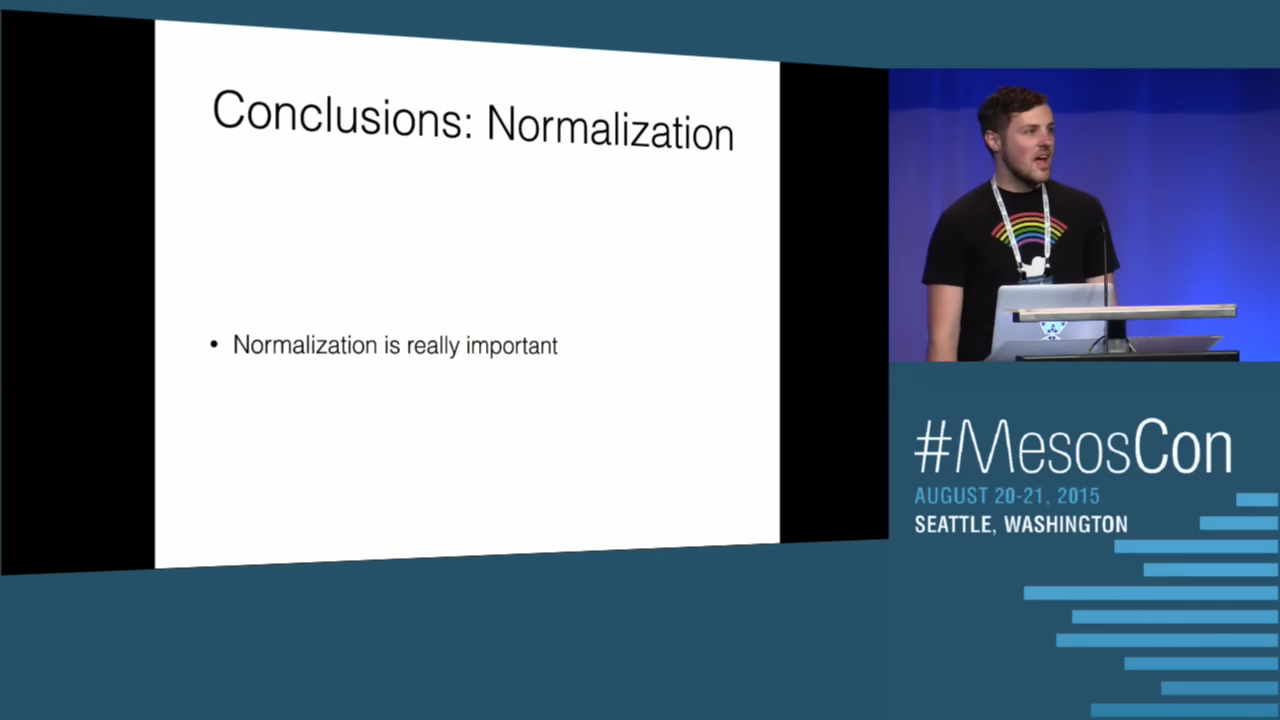 Conclusions: Normalization
• Normalization is really important
#MesosCon
AUGUST 20-21, 2015
SEATTLE, WASHINGTON